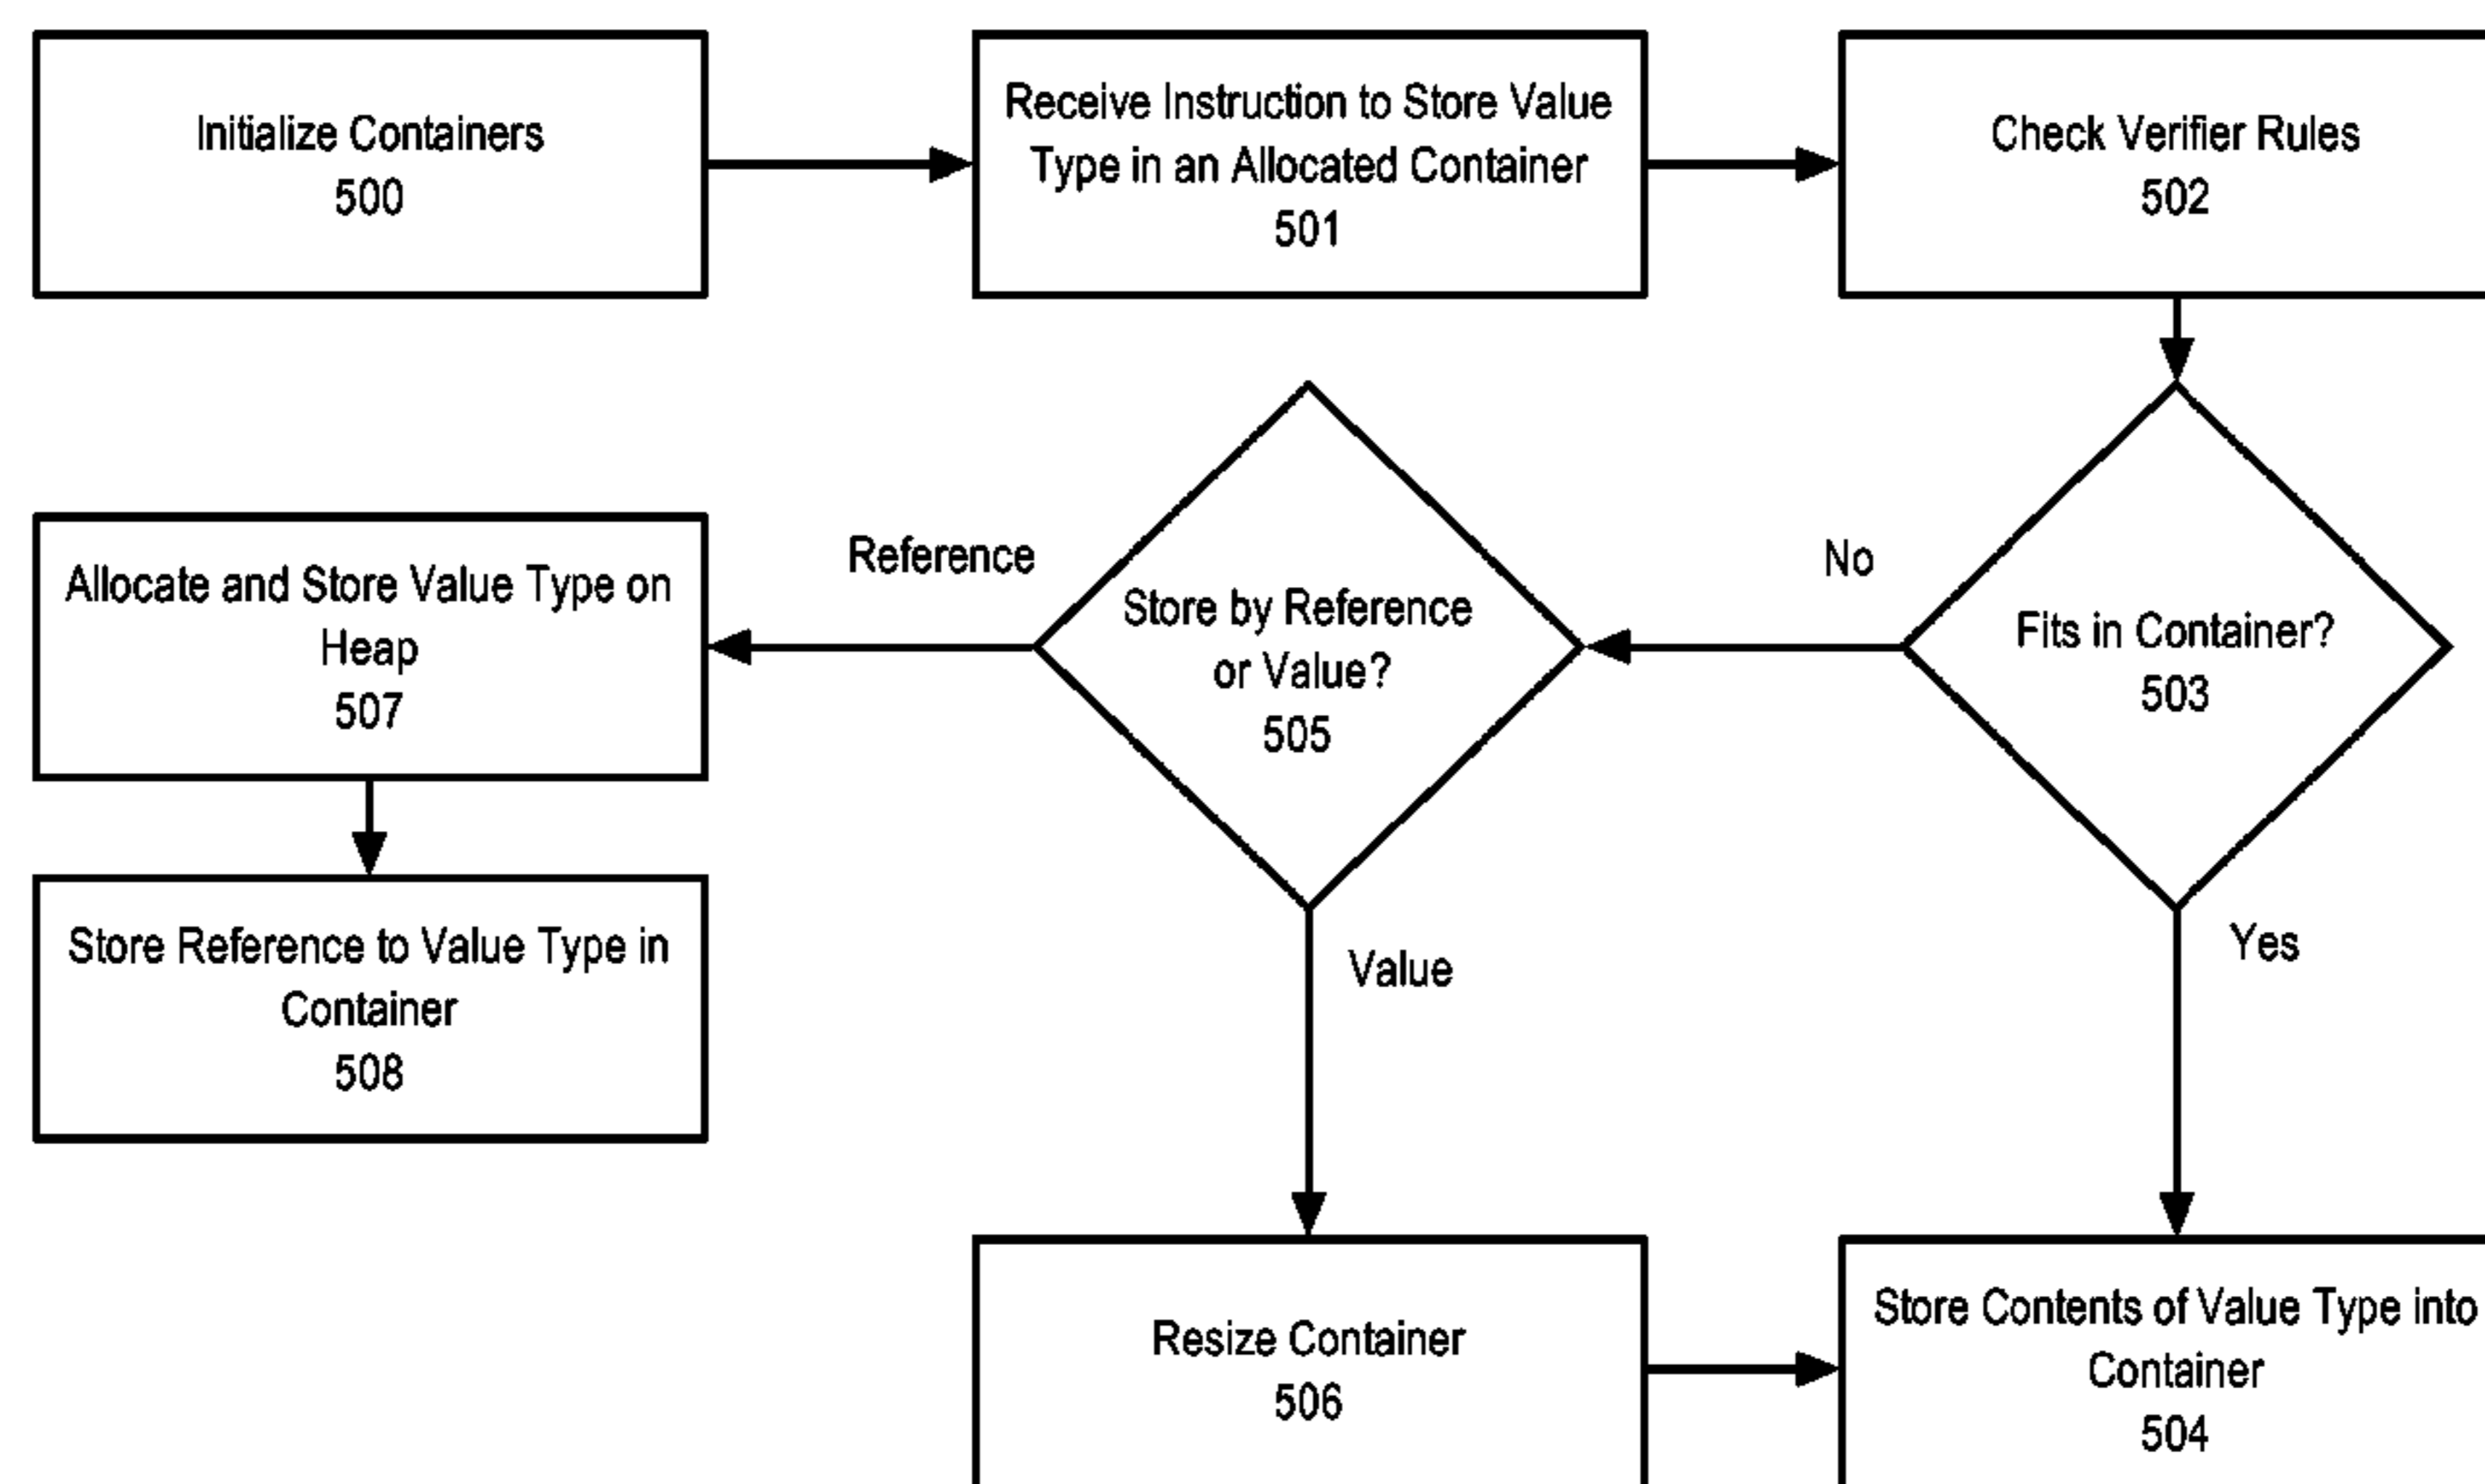 Initialize Containers
500
Receive Instruction to Store Value
Type in an Allocated Container
501
Check Verifier Rules
502
Allocate and Store Value Type on
Heap
507
Reference
Store by Reference
or Value?
505
No
Fits in Container?
503
Store Reference to Value Type in
Container
508
Value
Yes
Resize Container
506
Store Contents of Value Type into
Container
504